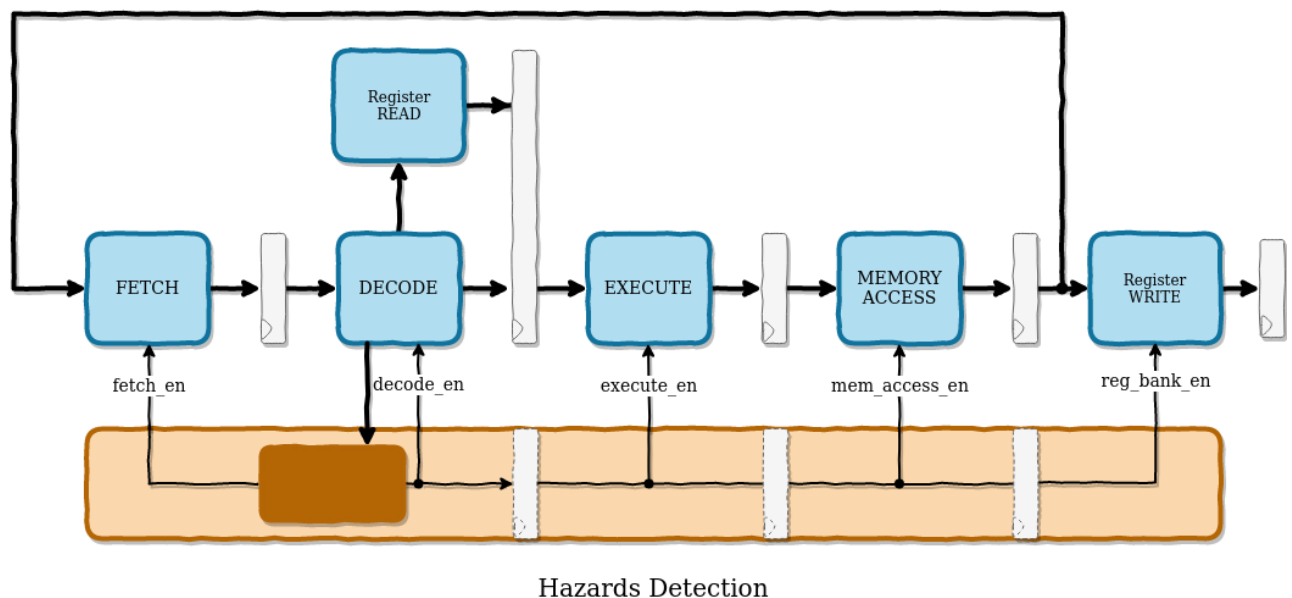 Register
READ
FETCH
DECODE
EXECUTE
MEMORY
ACCESS
Register
WRITE
fetch_en
decode_en
execute_en
mem_access_en
reg_bank_en
Hazards Detection